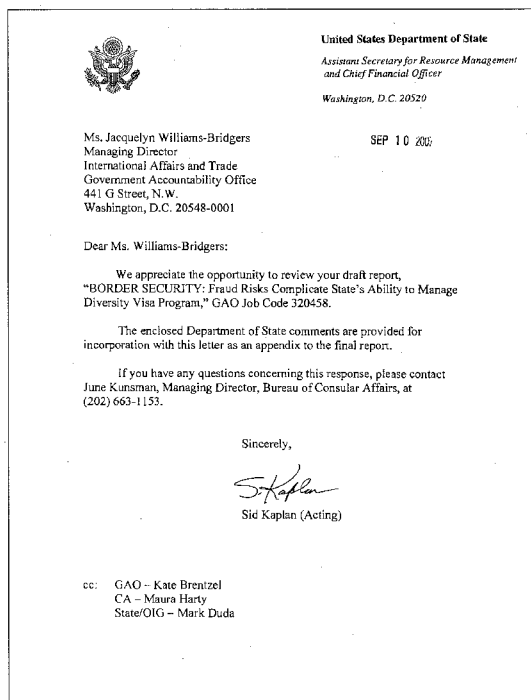 United States Department of State
Assistant Secretary for Resource Management
and Chief Financial Officer
Washington, D.C. 20520
Ms. Jacquelyn Williams-Bridgers
Managing Director
International Affairs and Trade
Government Accountability Office
441 G Street, N.W.
Washington, D.C. 20548-0001
SEP 10
Dear Ms. Williams-Bridgers:
We appreciate the opportunity to review your draft report,
“BORDER SECURITY: Fraud Risks Complicate State’s Ability to Manage
Diversity Visa Program,” GAO Job Code 320458.
The enclosed Department of State comments are provided for
incorporation with this letter as an appendix to the final report.
If you have any questions concerning this response, please contact
June Kunsman, Managing Director, Bureau of Consular Affairs, at
(202) 663-1153.
Sincerely,
S. Kaplan
Sid Kaplan (Acting)
cc: GAO – Kate Brentzel
CA – Maura Harty
State/OIG – Mark Duda